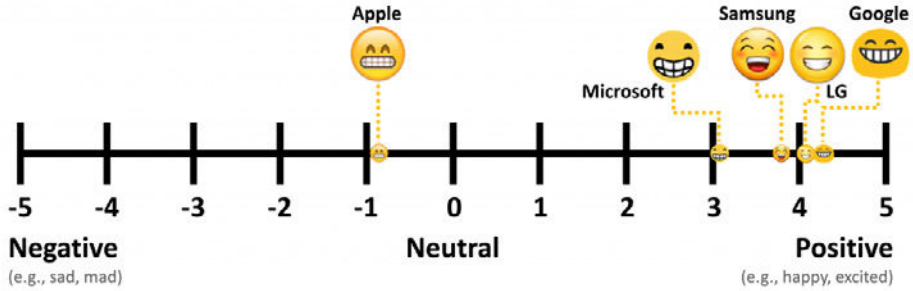 Apple
Samsung
Google
Microsoft
LG
-5 -4 -3 -2 -1 0 1 2 3 4 5
Negative Neutral Positive
(e.g., sad, mad) (e.g., happy, excited)